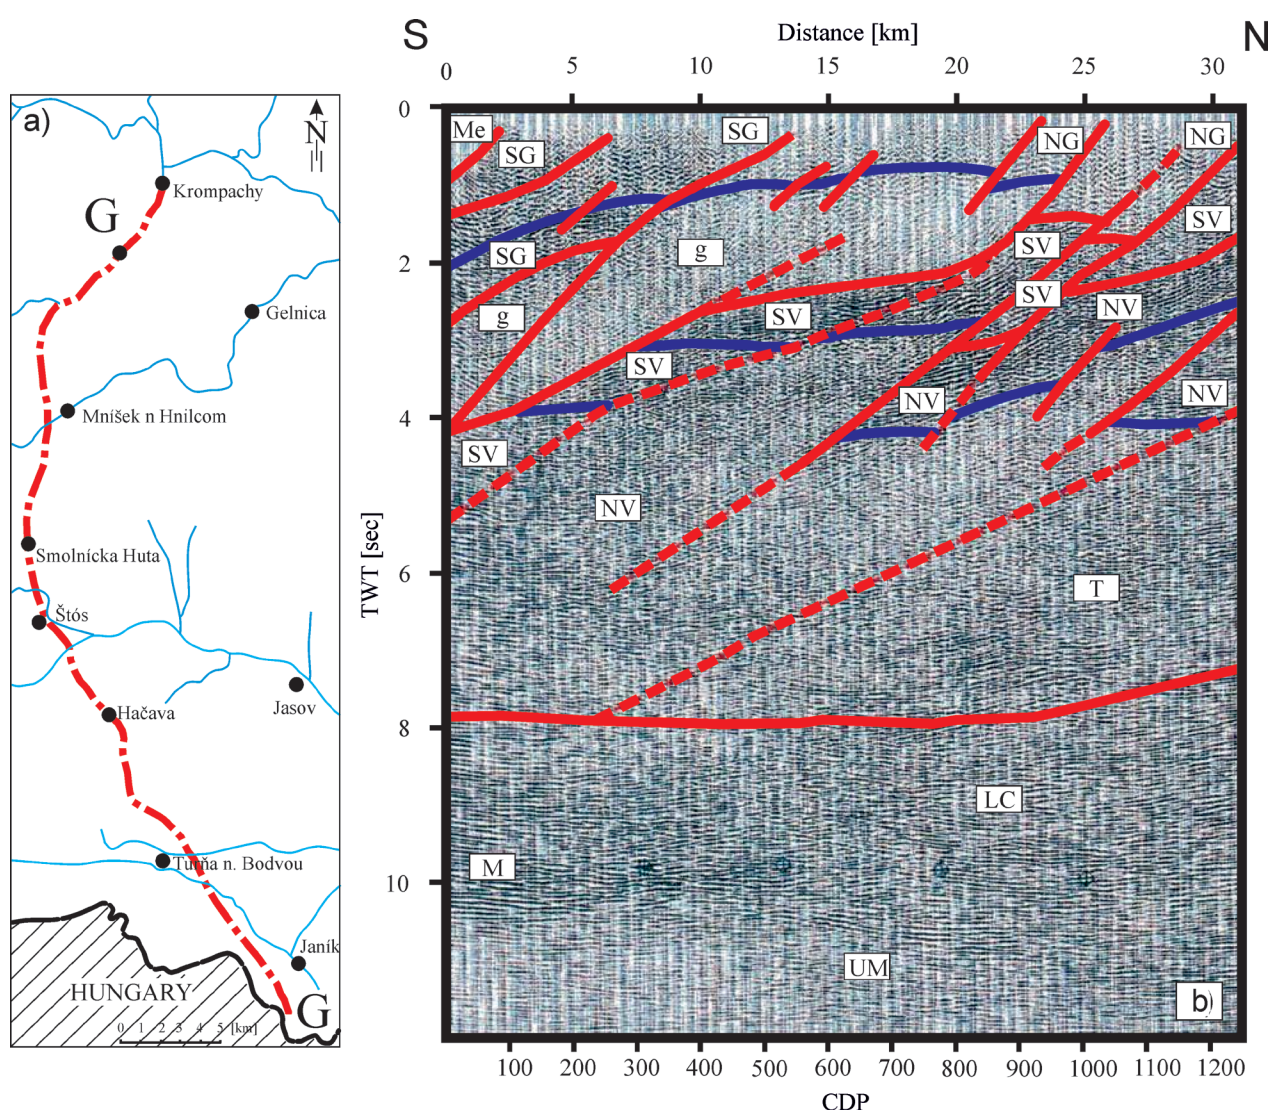 a)
N
Krompachy
G
Gelnica
Mníšek n Hnilcom
Smolnícka Huta
Štós
Jasov
Hačava
Turňa n. Bodvou
Janík
HUNGARY
G
0 1 2 3 4 5 [km]
S
Distance [km]
N
0 5 10 15 20 25 30
Me
SG
SG
NG
NG
SV
SG
g
SV
g
SV
SV
NV
SV
NV
NV
SV
NV
T
LC
M
UM
b)
0
2
4
6
8
10
TWT [sec]
100 200 300 400 500 600 700 800 900 1000 1100 1200
CDP